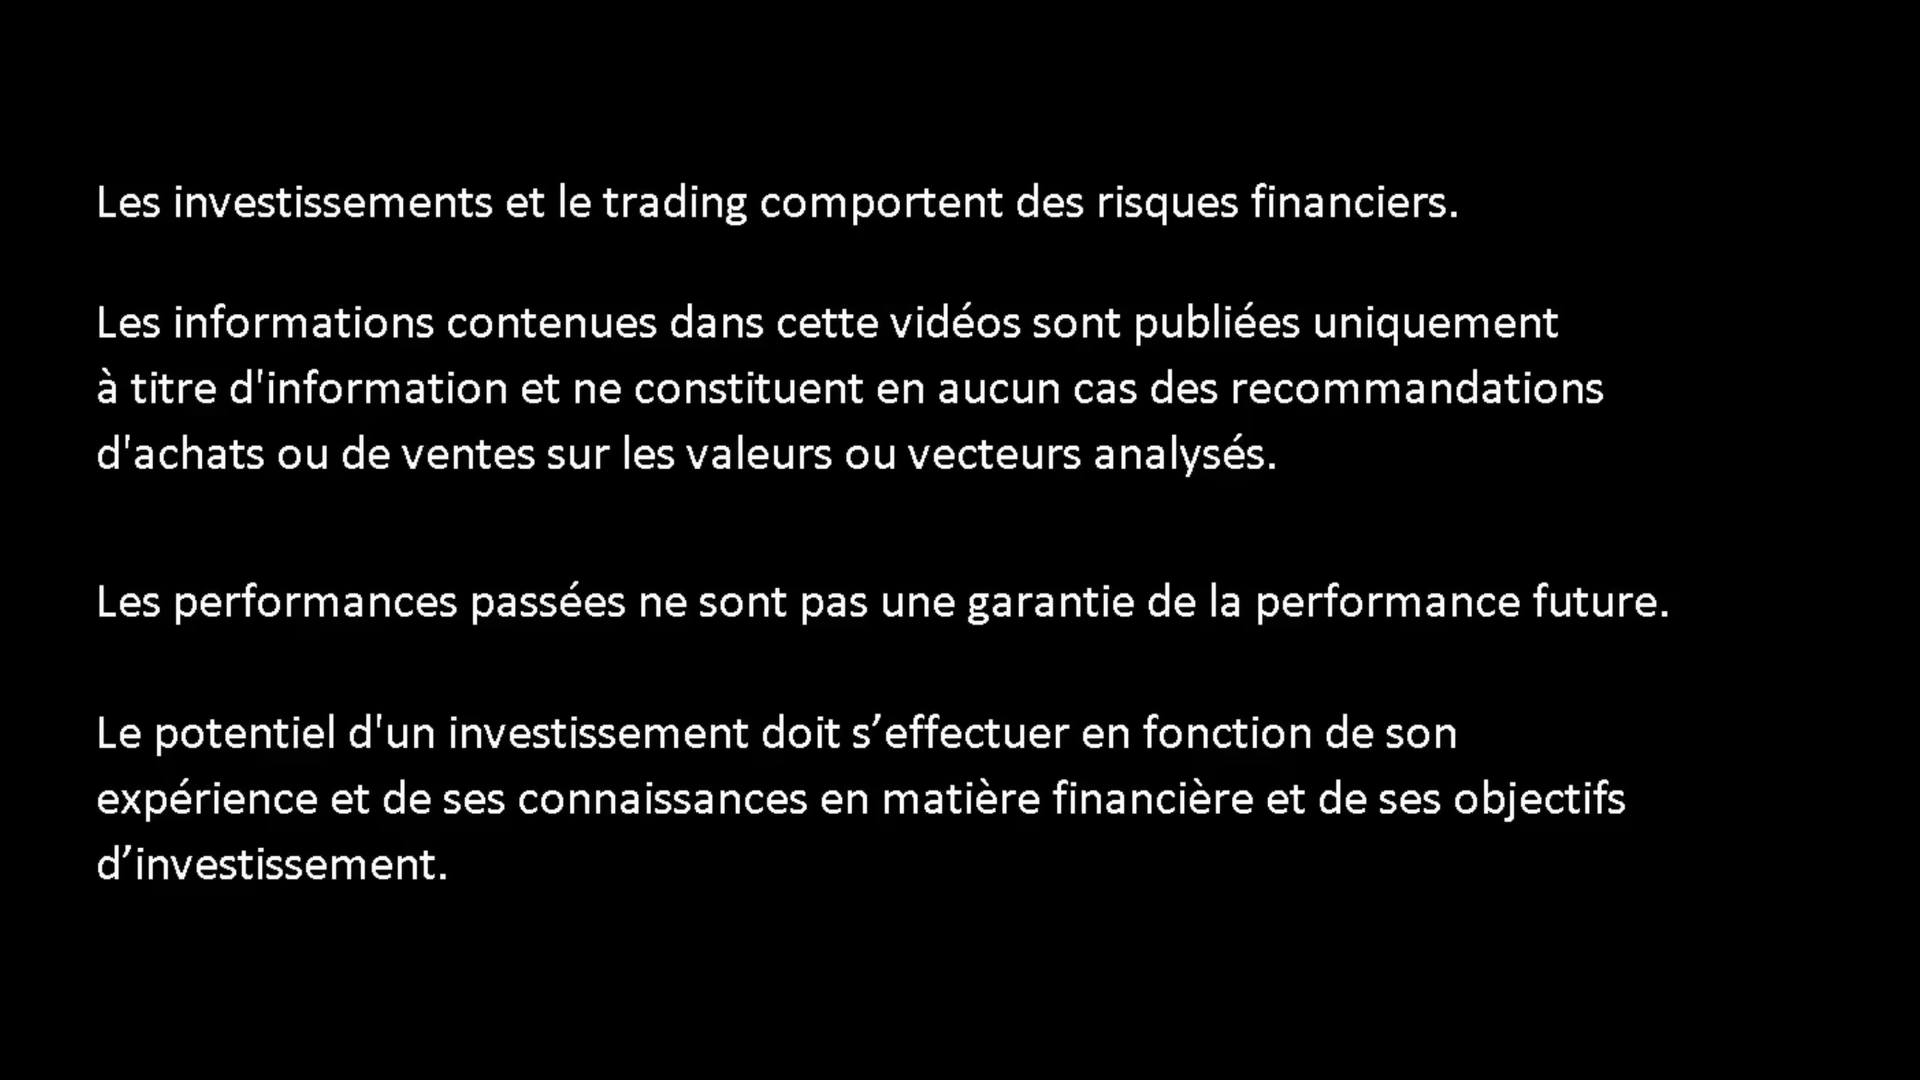 Les investissements et le trading comportent des risques financiers.
Les informations contenues dans cette vidéos sont publiées uniquement
à titre d'information et ne constituent en aucun cas des recommandations
d'achats ou de ventes sur les valeurs ou vecteurs analysés.
Les performances passées ne sont pas une garantie de la performance future.
Le potentiel d'un investissement doit s’effectuer en fonction de son
expérience et de ses connaissances en matière financière et de ses objectifs
d’investissement.